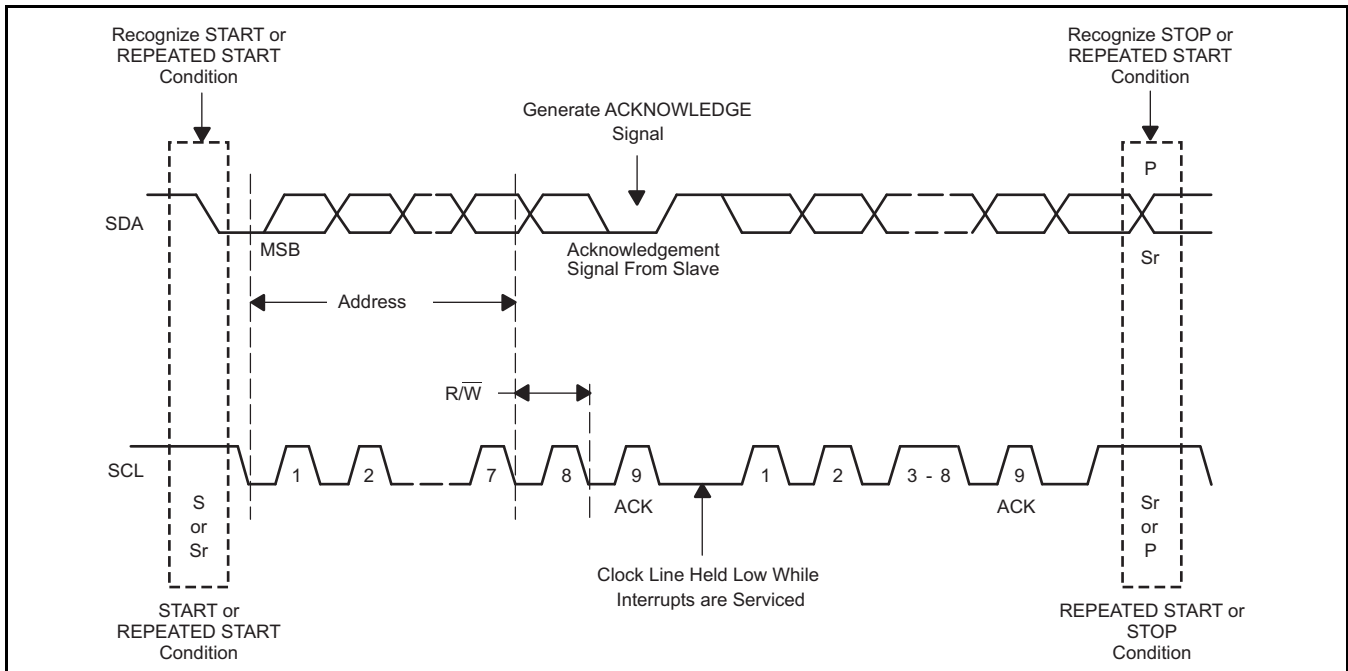 Recognize START or
REPEATED START
Condition
Recognize STOP or
REPEATED START
Condition
Generate ACKNOWLEDGE
Signal
P
SDA
MSB
Acknowledgement
Signal From Slave
Sr
Address
R/W̅
SCL
1
2
7
8
9
1
2
3 - 8
9
ACK
ACK
S
or
Sr
Sr
or
P
Clock Line Held Low While
Interrupts are Serviced
START or
REPEATED START
Condition
REPEATED START or
STOP
Condition